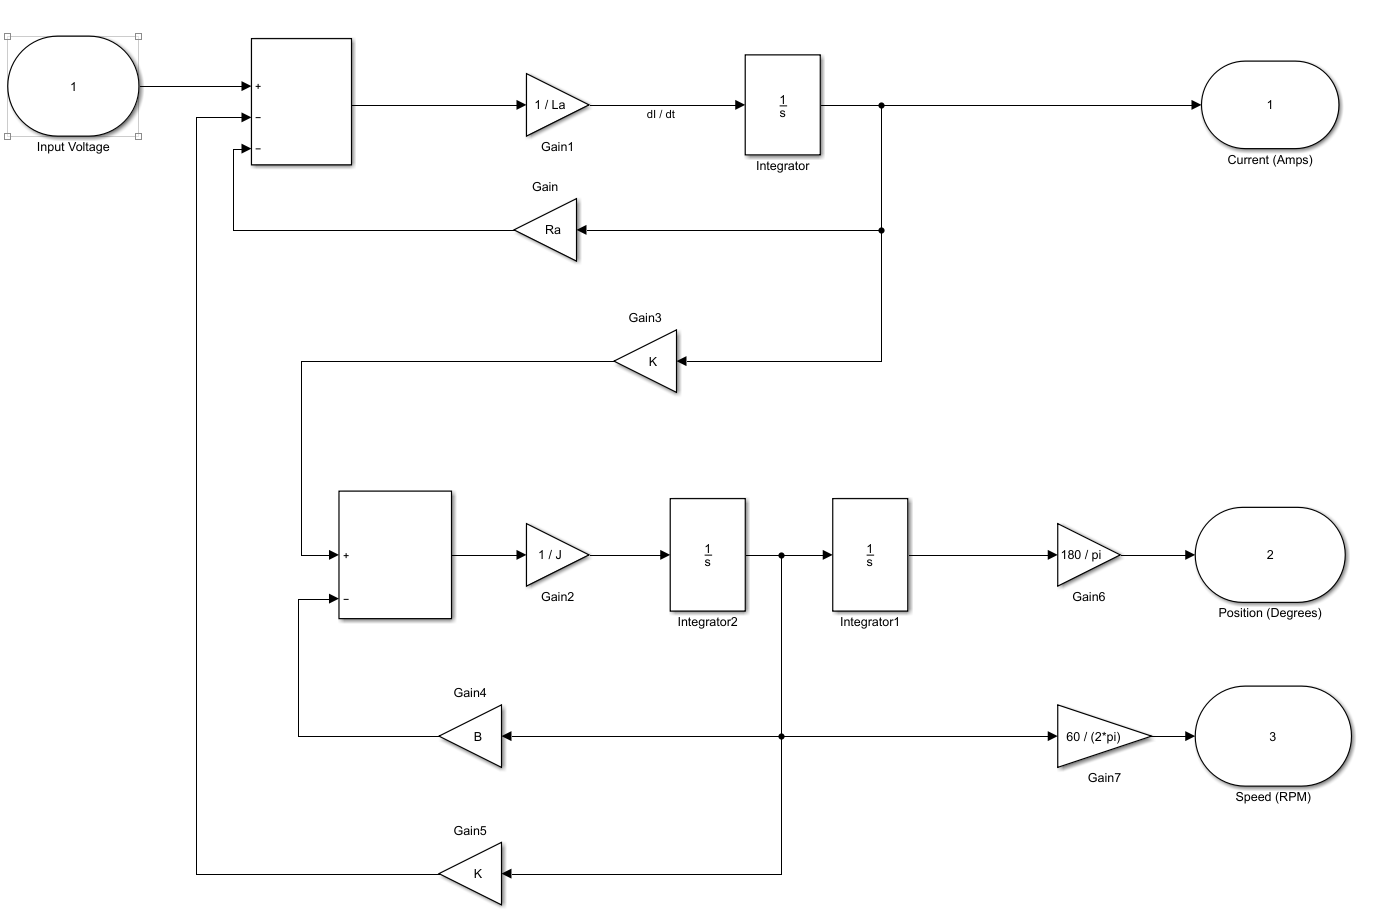 1
Input Voltage
+
−
−
1 / La
Gain1
dI / dt
1
s
Integrator
1
Current (Amps)
Gain
Ra
Gain3
K
+
−
1 / J
Gain2
1
s
Integrator2
1
s
Integrator1
180 / pi
Gain6
2
Position (Degrees)
Gain4
B
60 / (2*pi)
Gain7
3
Speed (RPM)
Gain5
K